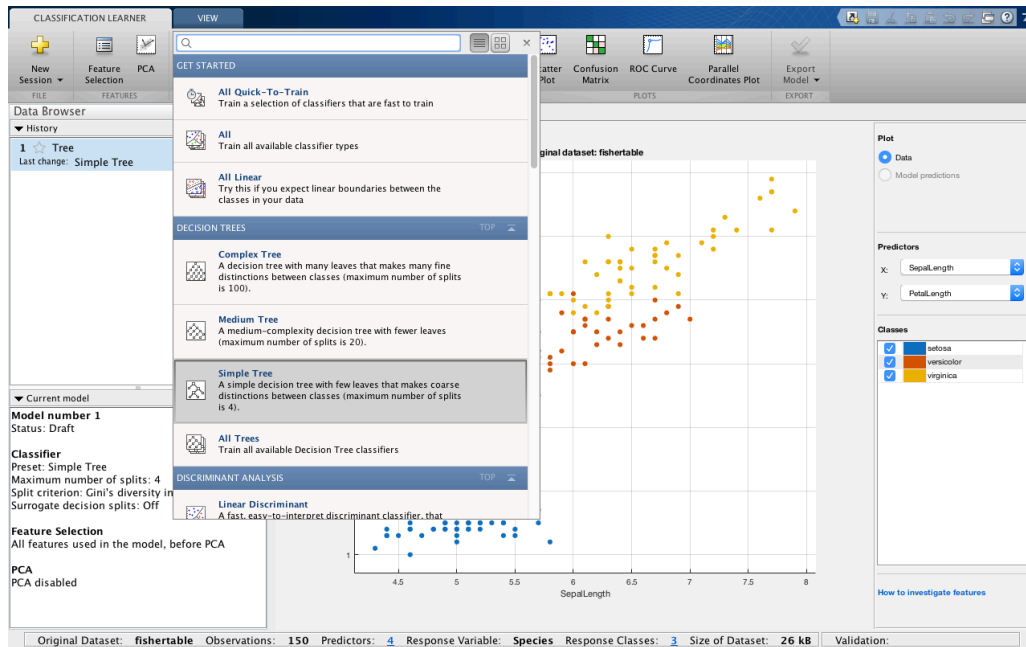 CLASSIFICATION LEARNER
VIEW
New
Session
Feature
Selection
PCA
Plot
Confusion
Matrix
ROC Curve
Parallel
Coordinates Plot
Export
Model
FILE
FEATURES
PLOTS
EXPORT
GET STARTED
All Quick-To-Train
Train a selection of classifiers that are fast to train
All
Train all available classifier types
All Linear
Try this if you expect linear boundaries between the
classes in your data
DECISION TREES
TOP
Complex Tree
A decision tree with many leaves that makes many fine
distinctions between classes (maximum number of splits
is 100).
Medium Tree
A medium-complexity decision tree with fewer leaves
(maximum number of splits is 20).
Simple Tree
A simple decision tree with few leaves that makes coarse
distinctions between classes (maximum number of splits
is 4).
All Trees
Train all available Decision Tree classifiers
DISCRIMINANT ANALYSIS
TOP
Linear Discriminant
A fast, easy-to-interpret discriminant classifier, that
Data Browser
History
1 Tree
Last change: Simple Tree
Current model
Model number 1
Status: Draft
Classifier
Preset: Simple Tree
Maximum number of splits: 4
Split criterion: Gini's diversity in
Surrogate decision splits: Off
Feature Selection
All features used in the model, before PCA
PCA
PCA disabled
ginal dataset: fishertable
1
4.5 5 5.5 6 6.5 7 7.5 8
SepalLength
Plot
Data
Model predictions
Predictors
X: SepalLength
Y: PetalLength
Classes
setosa
versicolor
virginica
How to investigate features
Original Dataset: fishertable Observations: 150 Predictors: 4 Response Variable: Species Response Classes: 3 Size of Dataset: 26 kB Validation: